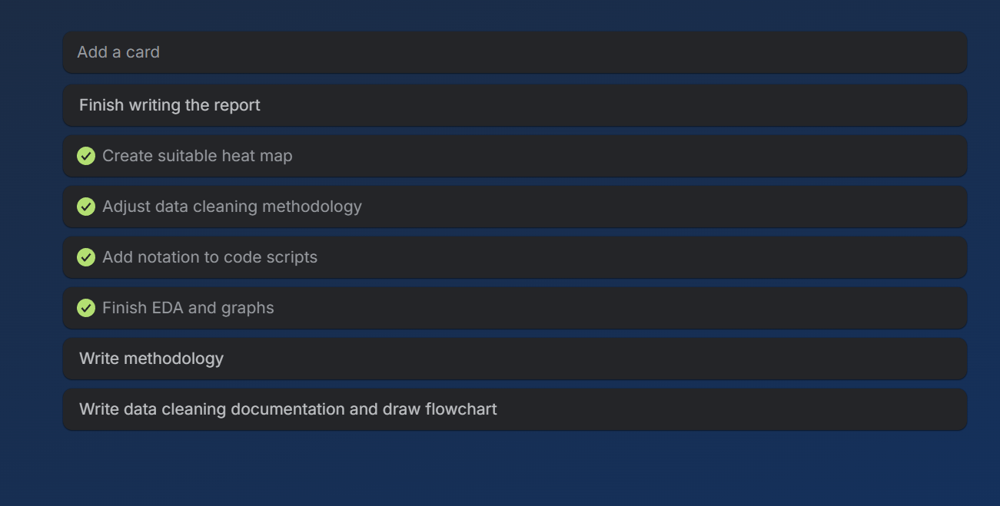 Add a card
Finish writing the report
Create suitable heat map
Adjust data cleaning methodology
Add notation to code scripts
Finish EDA and graphs
Write methodology
Write data cleaning documentation and draw flowchart